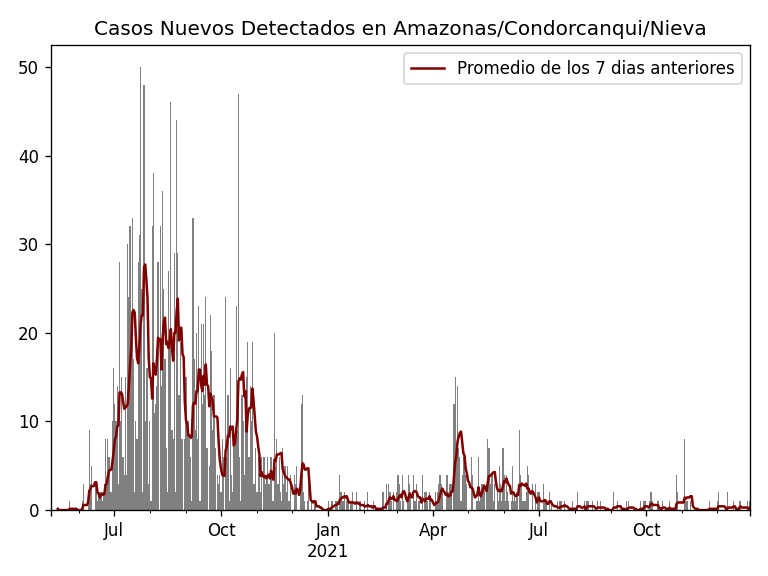 Casos Nuevos Detectados en Amazonas/Condorcanqui/Nieva
Promedio de los 7 dias anteriores
50
40
30
20
10
0
Jul Oct Jan Apr Jul Oct
2021